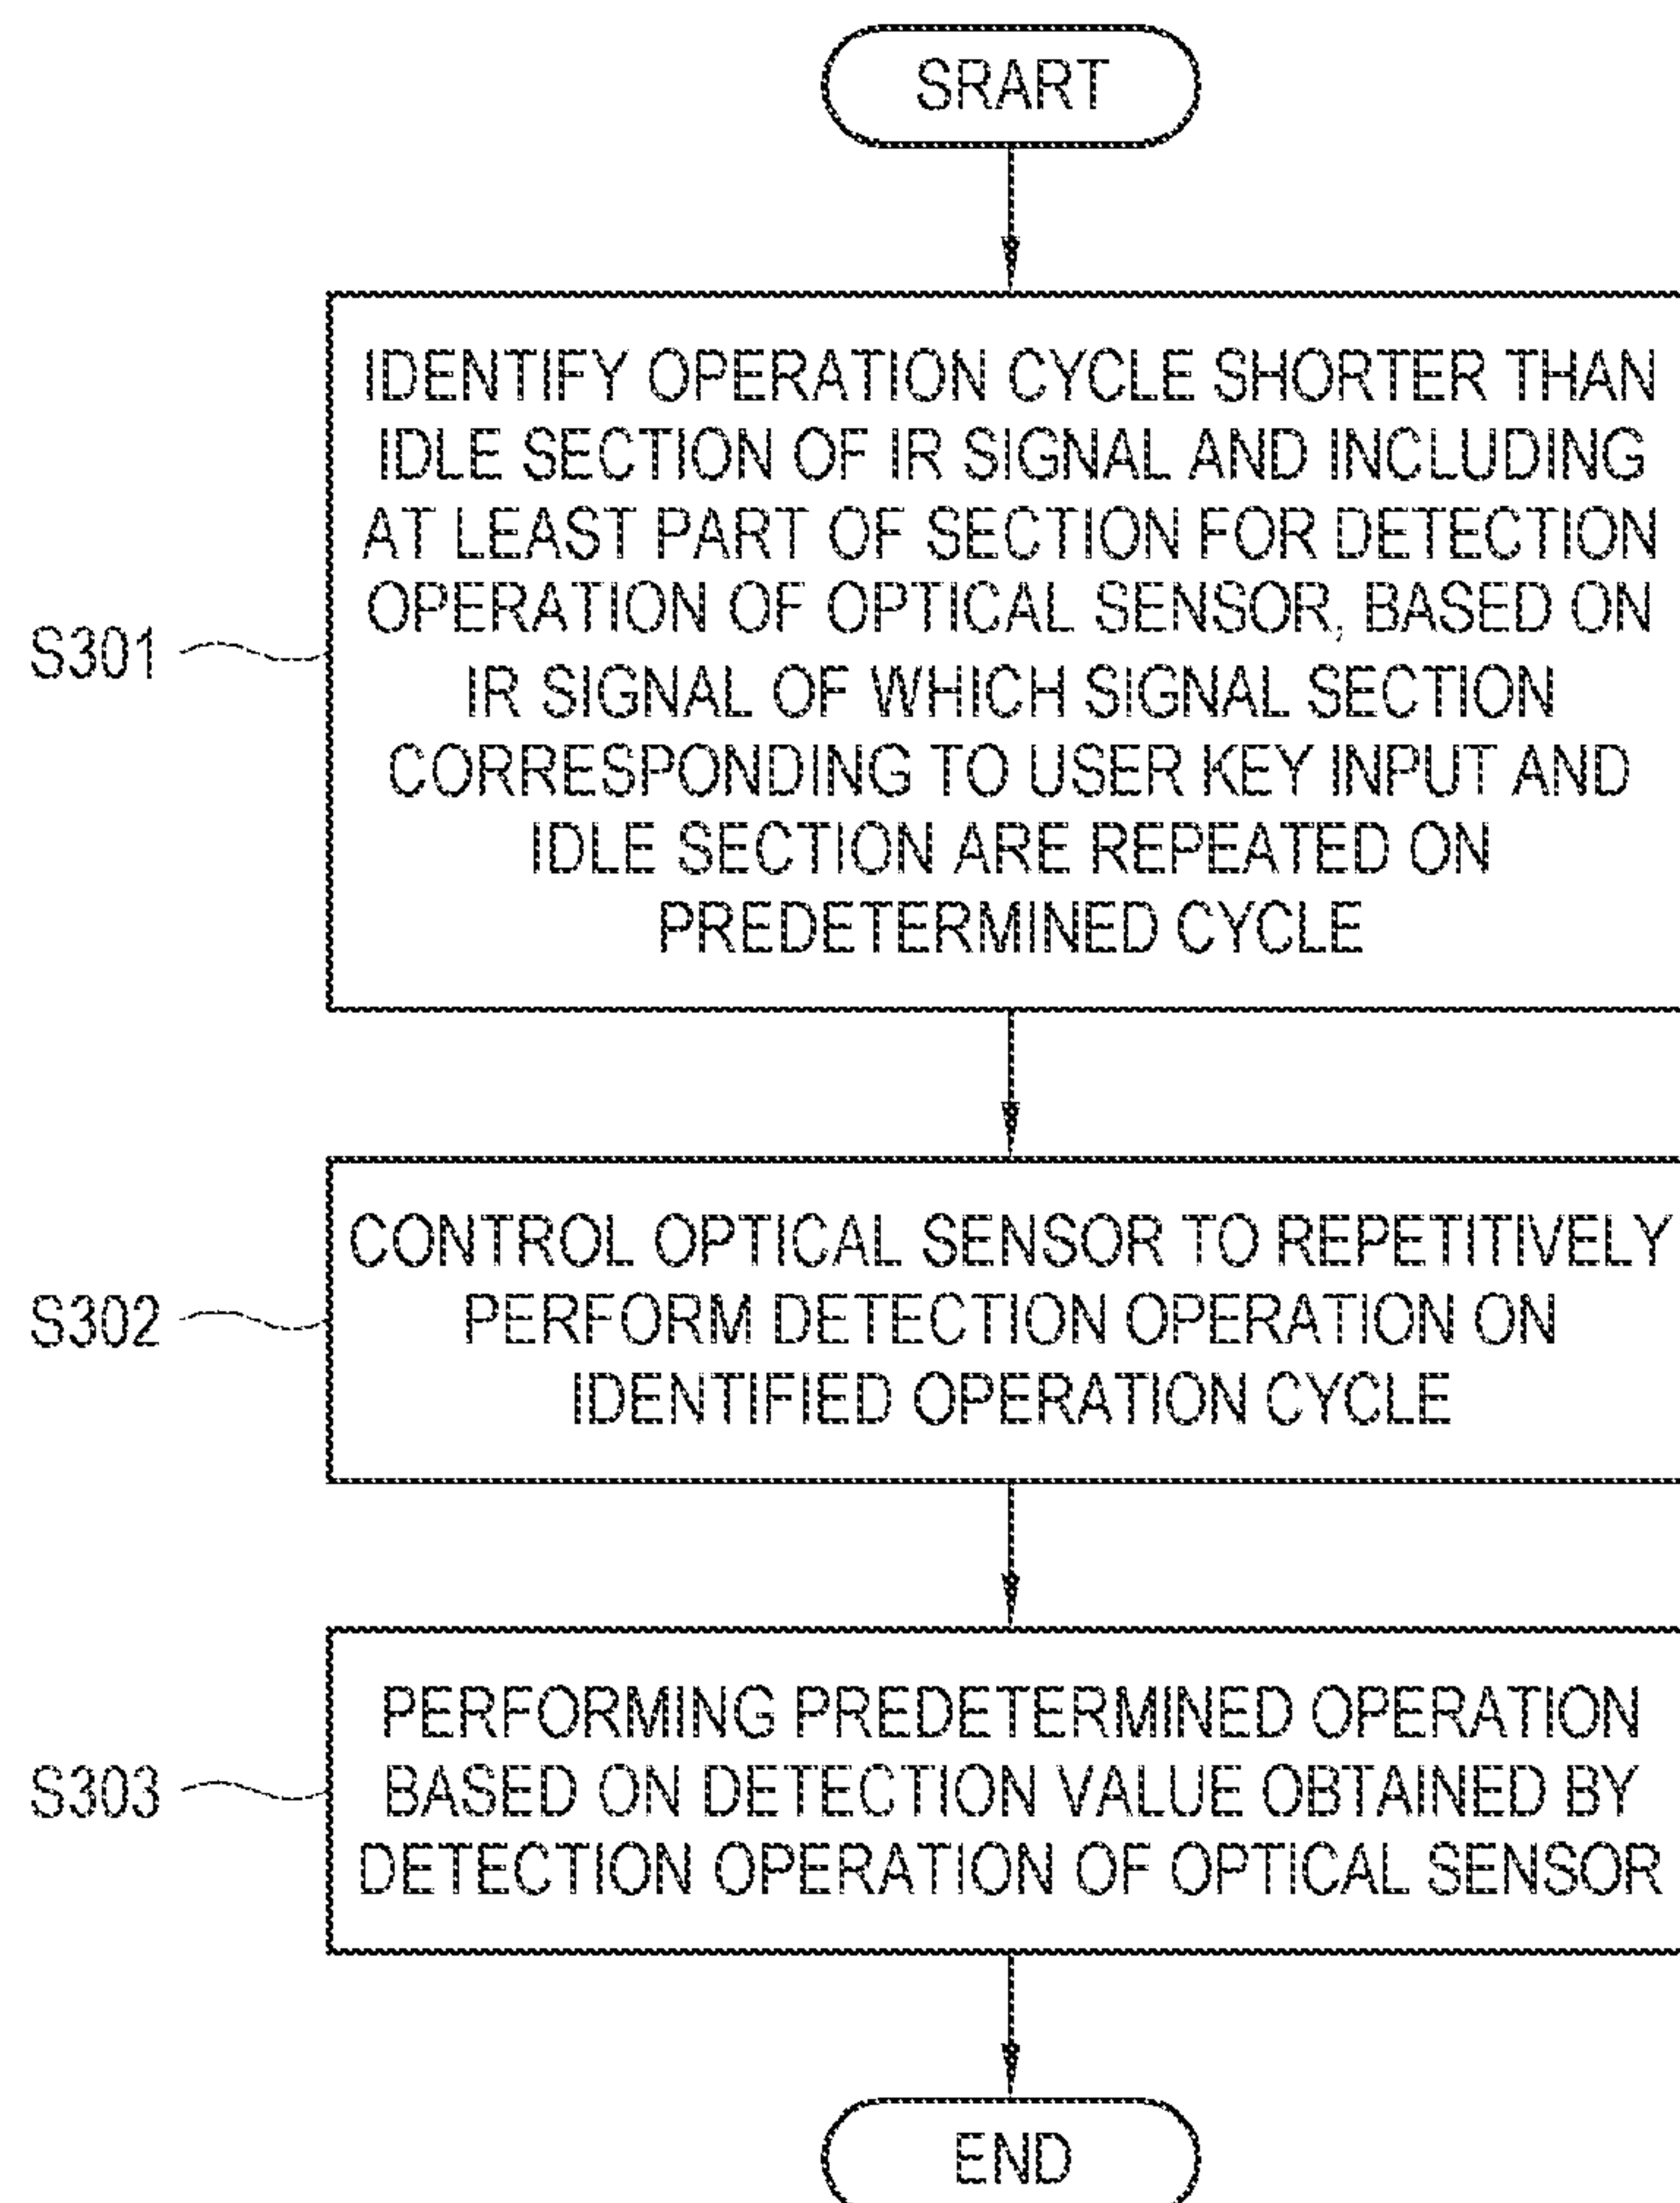 SRART
IDENTIFY OPERATION CYCLE SHORTER THAN
IDLE SECTION OF IR SIGNAL AND INCLUDING
AT LEAST PART OF SECTION FOR DETECTION
OPERATION OF OPTICAL SENSOR, BASED ON
IR SIGNAL OF WHICH SIGNAL SECTION
CORRESPONDING TO USER KEY INPUT AND
IDLE SECTION ARE REPEATED ON
PREDETERMINED CYCLE
S301
CONTROL OPTICAL SENSOR TO REPETITIVELY
PERFORM DETECTION OPERATION ON
IDENTIFIED OPERATION CYCLE
S302
PERFORMING PREDETERMINED OPERATION
BASED ON DETECTION VALUE OBTAINED BY
DETECTION OPERATION OF OPTICAL SENSOR
S303
END